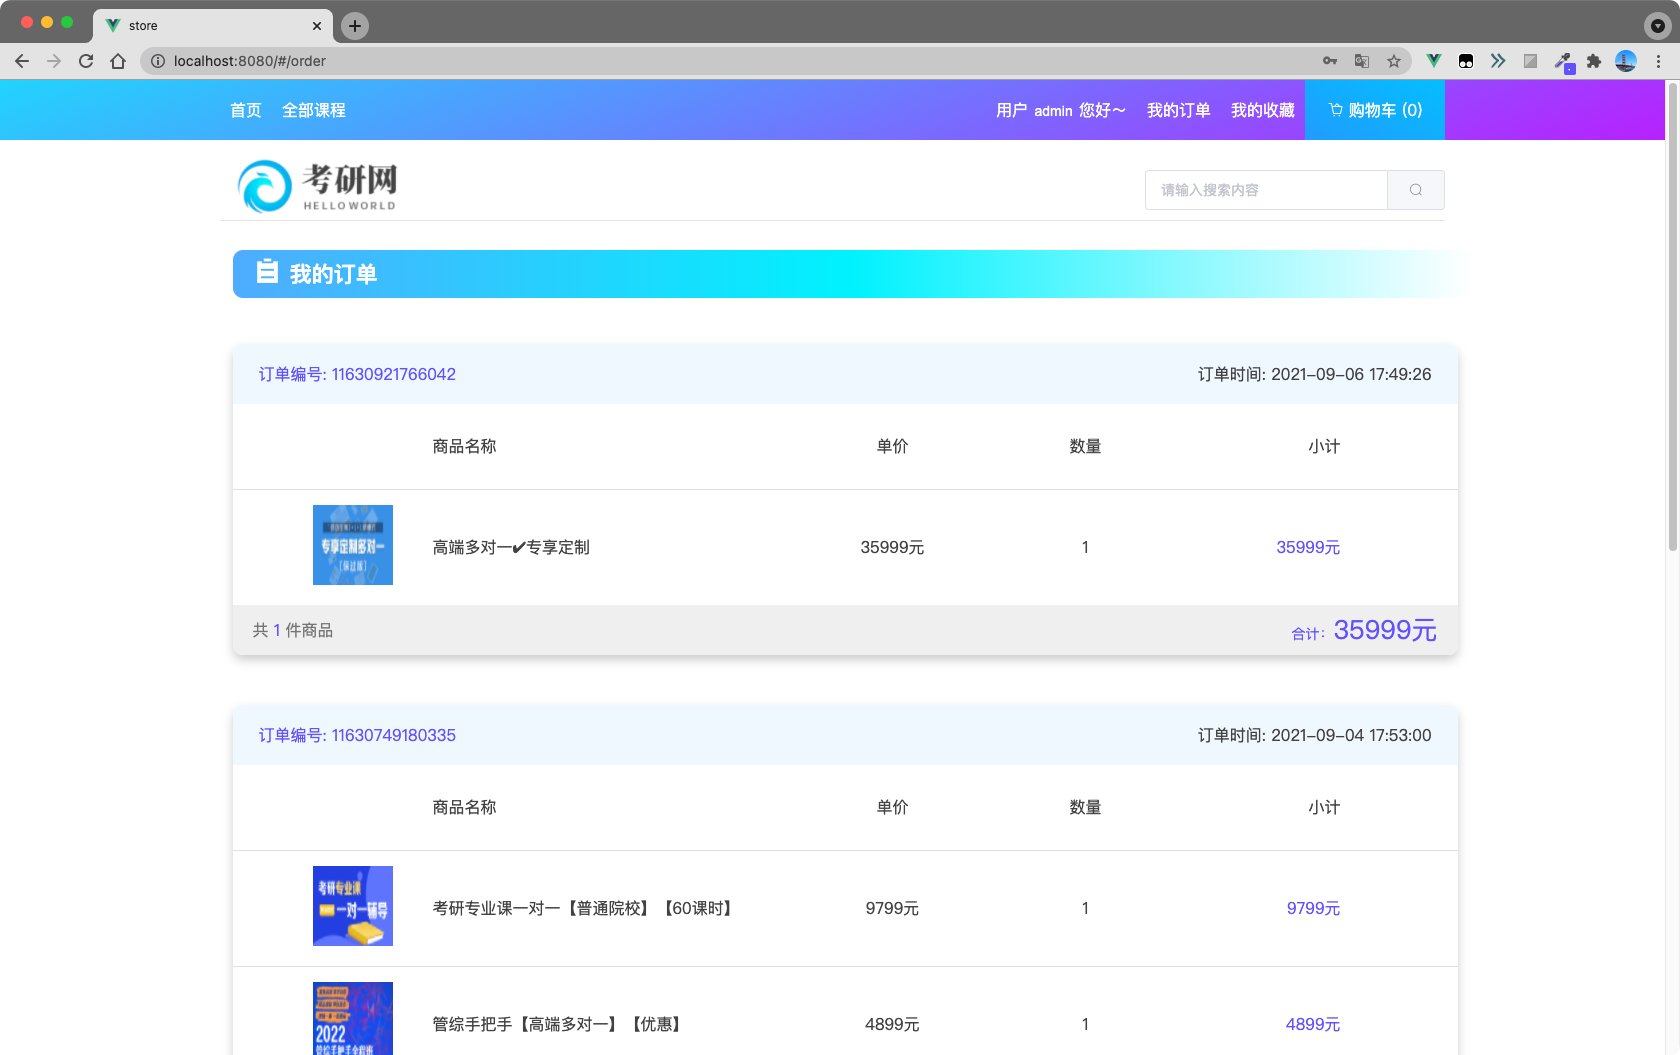 store
localhost:8080/#/order
首页 全部课程 用户 admin 您好～ 我的订单 我的收藏 购物车 (0)
考研网
HELLOWORLD
请输入搜索内容
我的订单
订单编号: 11630921766042 订单时间: 2021-09-06 17:49:26
商品名称 单价 数量 小计
专享定制多对一
高端多对一✔专享定制 35999元 1 35999元
共 1 件商品 合计: 35999元
订单编号: 11630749180335 订单时间: 2021-09-04 17:53:00
商品名称 单价 数量 小计
考研专业课
一对一辅导
考研专业课一对一【普通院校】【60课时】 9799元 1 9799元
2022
管综手把手【高端多对一】【优惠】 4899元 1 4899元